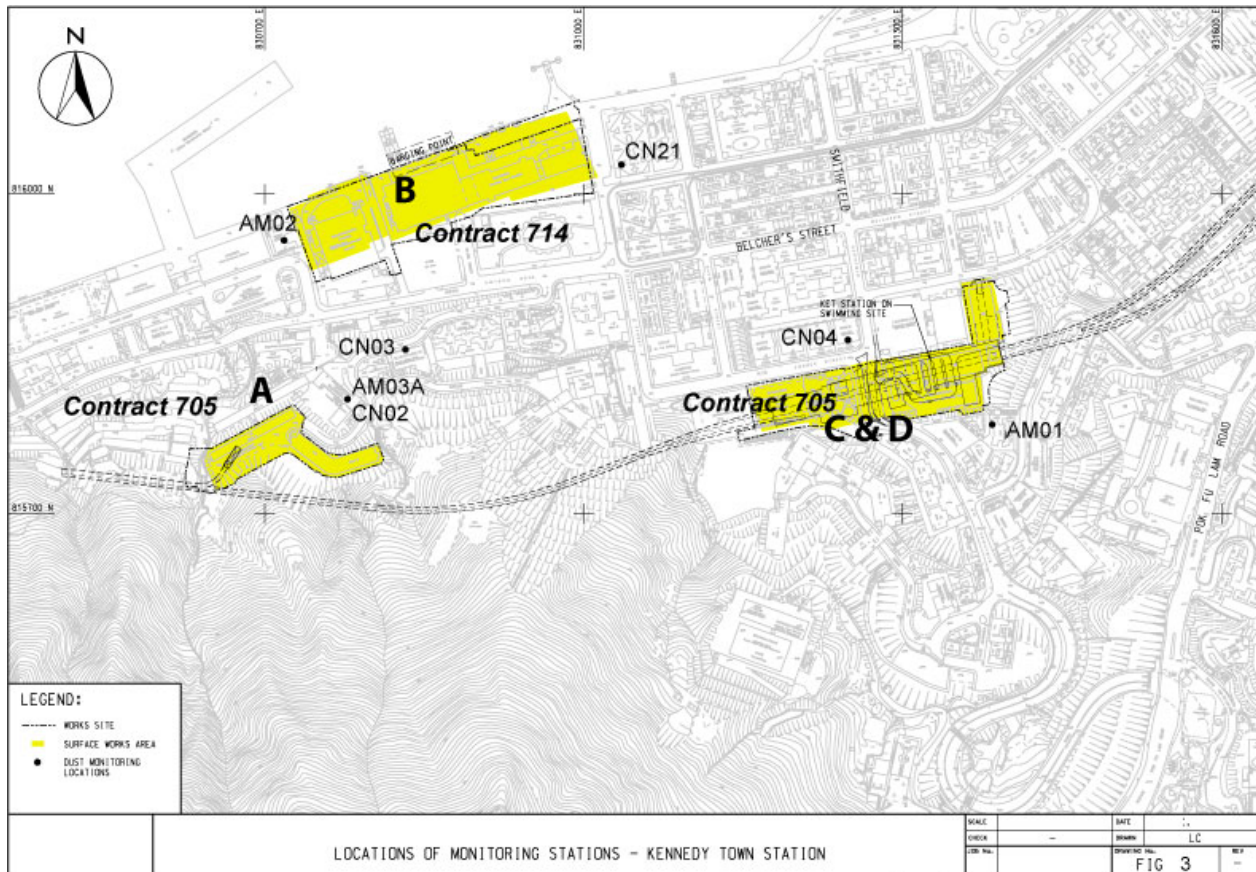 N
830700 E
831000 E
831300 E
831600 E
BARGING POINT
CN21
SMITHFIELD
816000 N
B
AM02
Contract 714
BELCHER'S STREET
KET STATION ON
SWIMMING SITE
CN04
CN03
A
AM03A
CN02
Contract 705
Contract 705
C & D
AM01
POK FU LAM ROAD
815700 N
LEGEND:
WORKS SITE
SURFACE WORKS AREA
DUST MONITORING
LOCATIONS
LOCATIONS OF MONITORING STATIONS - KENNEDY TOWN STATION
SCALE
DATE
CHECK
-
DRAWN
LC
JOB No.
DRAWING No.
REV
FIG 3
-